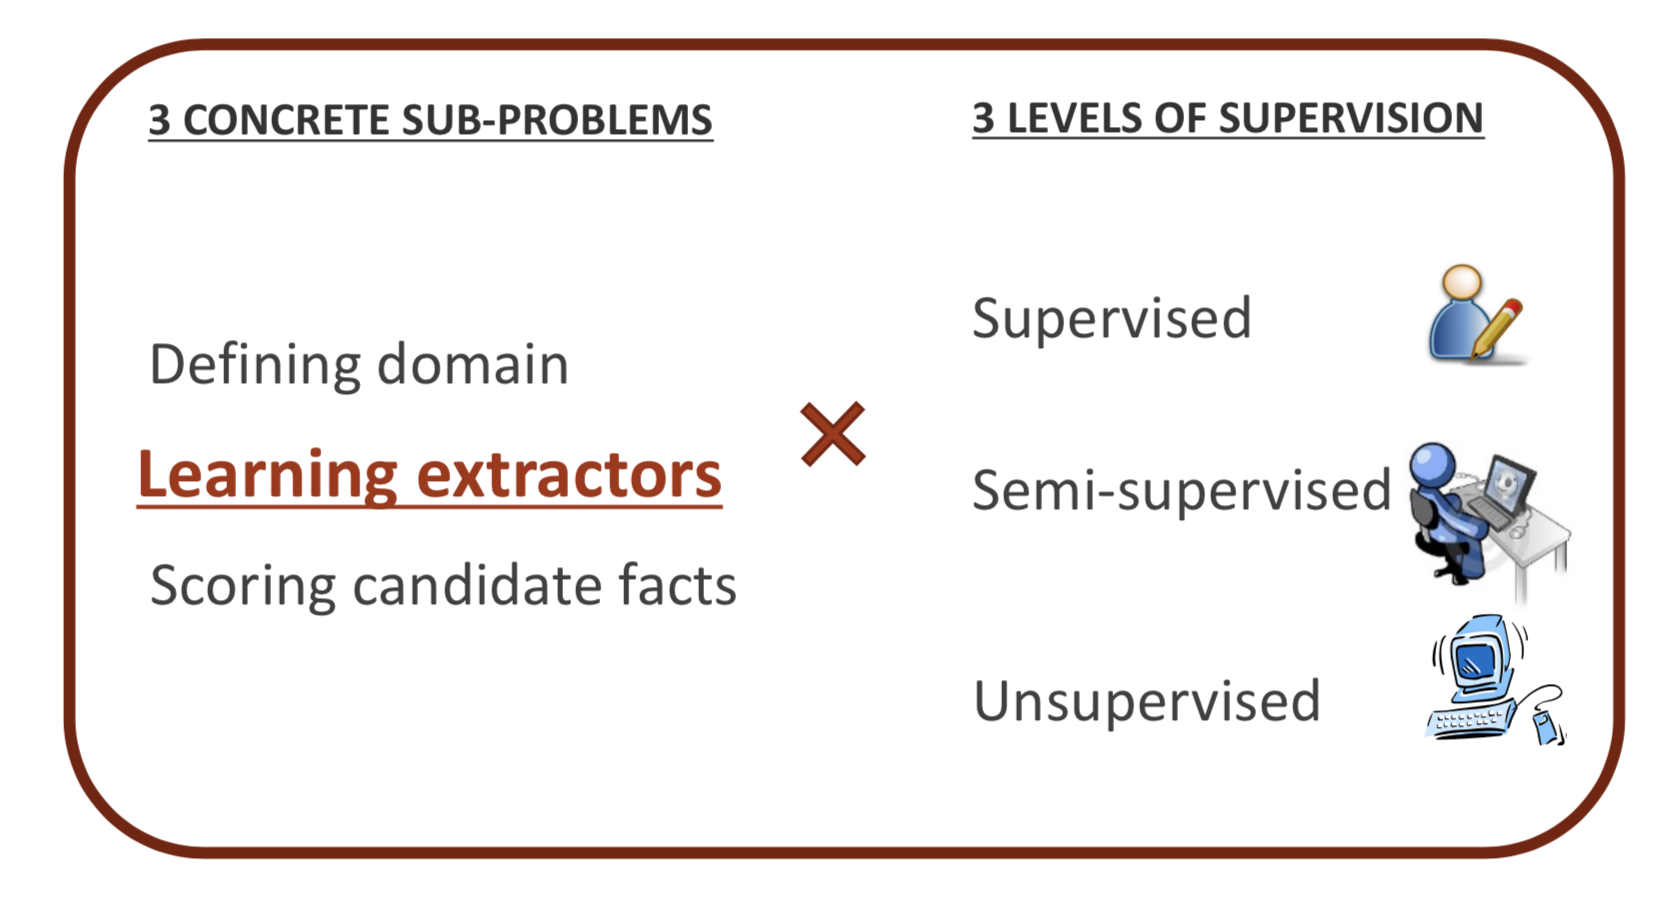 3 CONCRETE SUB-PROBLEMS
Defining domain
Learning extractors
Scoring candidate facts
3 LEVELS OF SUPERVISION
Supervised
Semi-supervised
Unsupervised